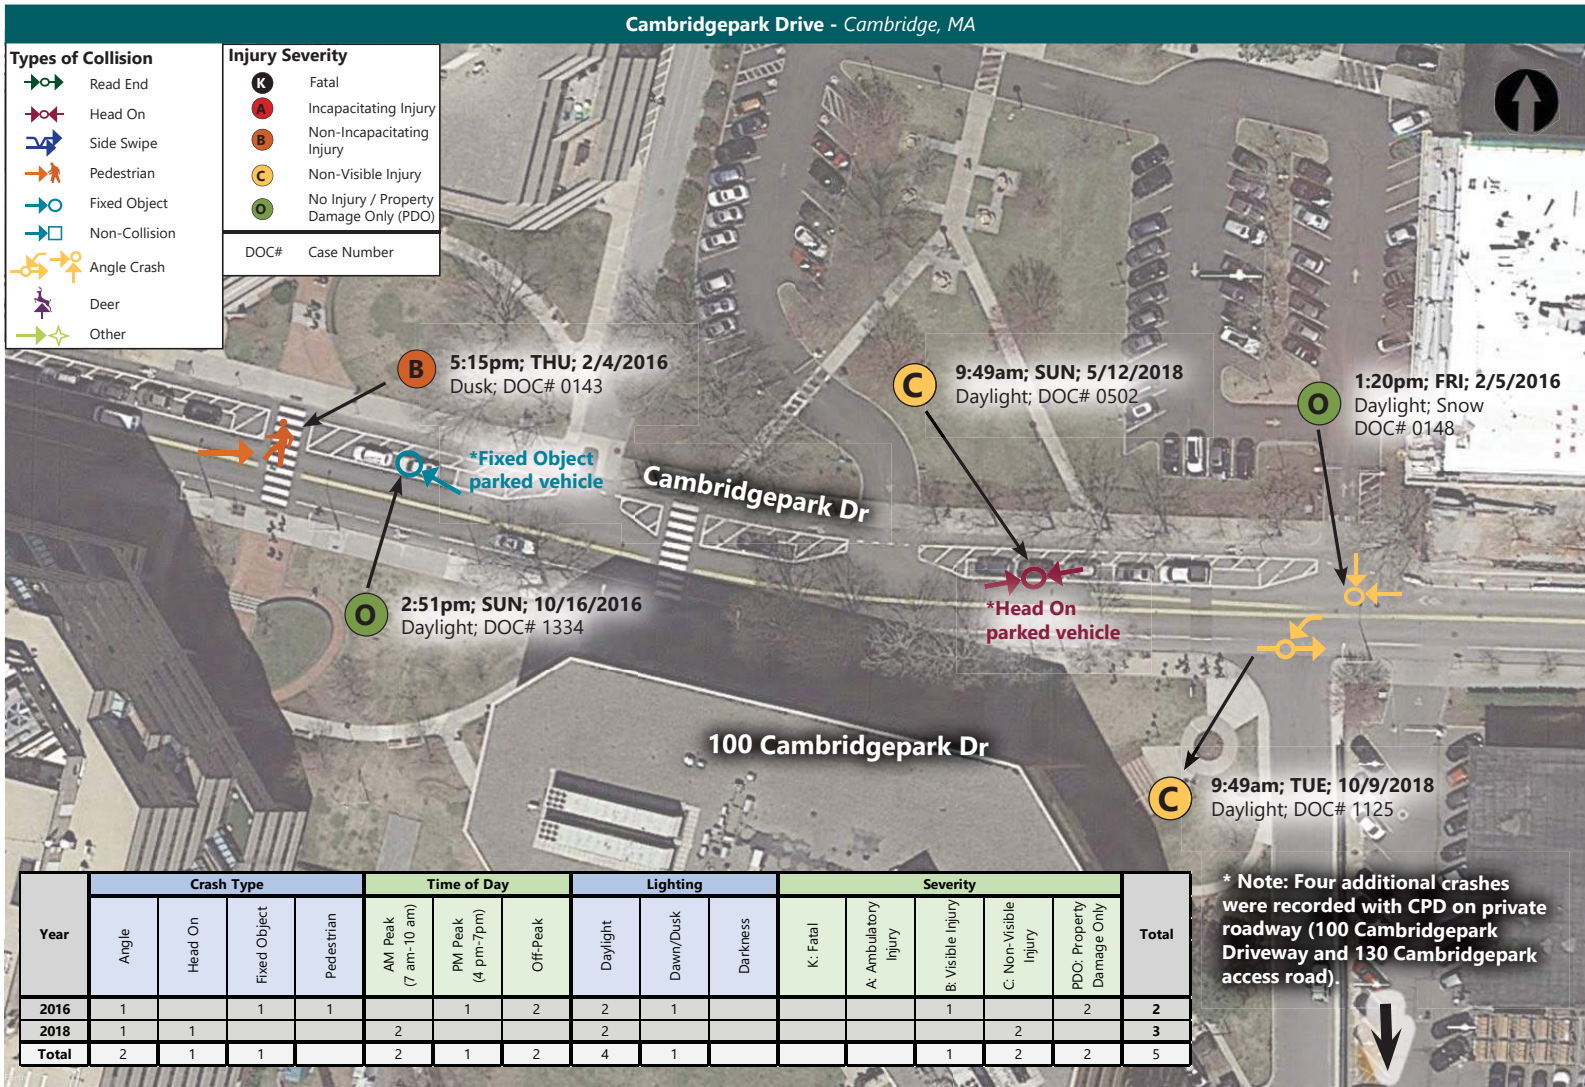 Cambridgepark Drive - Cambridge, MA
Types of Collision
Read End
Head On
Side Swipe
Pedestrian
Fixed Object
Non-Collision
Angle Crash
Deer
Other
Injury Severity
K Fatal
A Incapacitating Injury
B Non-Incapacitating
Injury
C Non-Visible Injury
O No Injury / Property
Damage Only (PDO)
DOC# Case Number
B 5:15pm; THU; 2/4/2016
Dusk; DOC# 0143
C 9:49am; SUN; 5/12/2018
Daylight; DOC# 0502
O 1:20pm; FRI; 2/5/2016
Daylight; Snow
DOC# 0148
*Fixed Object
parked vehicle
Cambridgepark Dr
O 2:51pm; SUN; 10/16/2016
Daylight; DOC# 1334
*Head On
parked vehicle
100 Cambridgepark Dr
C 9:49am; TUE; 10/9/2018
Daylight; DOC# 1125
* Note: Four additional crashes
were recorded with CPD on private
roadway (100 Cambridgepark
Driveway and 130 Cambridgepark
access road).
Year Crash Type Time of Day Lighting Severity Total
Angle
Head On
Fixed Object
Pedestrian
AM Peak
(7 am-10 am)
PM Peak
(4 pm-7pm)
Off-Peak
Daylight
Dawn/Dusk
Darkness
K: Fatal
A: Ambulatory
Injury
B: Visible Injury
C: Non-Visible
Injury
PDO: Property
Damage Only
2016 1 1 1 1 2 2 1 1 2 2
2018 1 1 2 2 2 3
Total 2 1 1 2 1 2 4 1 1 2 2 5